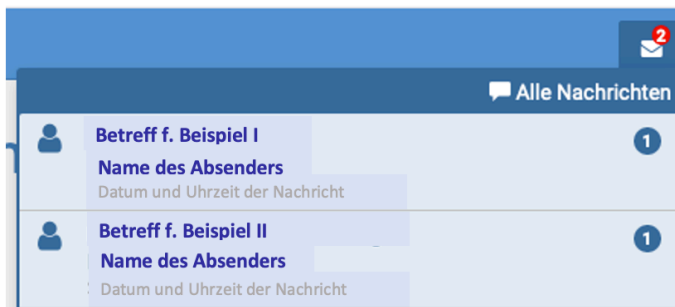 2
Alle Nachrichten
Betreff f. Beispiel I
1
Name des Absenders
Datum und Uhrzeit der Nachricht
Betreff f. Beispiel II
1
Name des Absenders
Datum und Uhrzeit der Nachricht